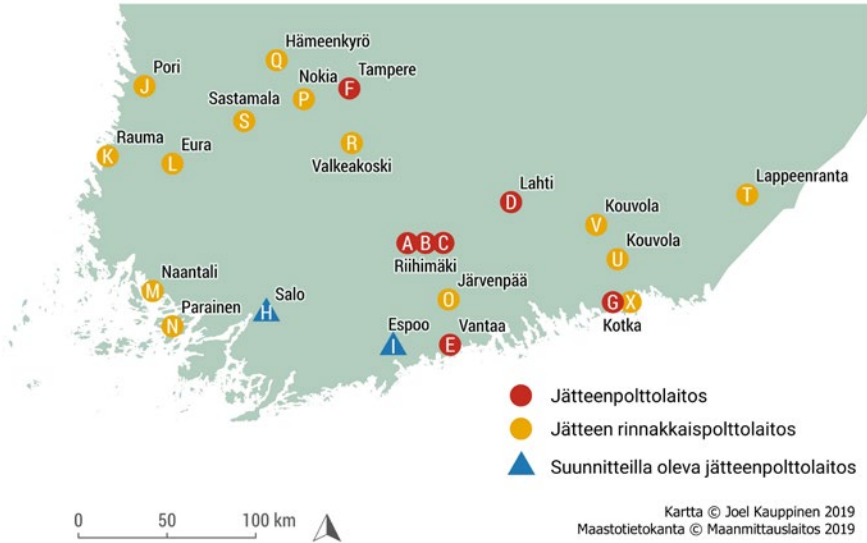 Hämeenkyrö
Q
Pori
J
Nokia
P
Tampere
F
Sastamala
S
Rauma
K
Eura
L
R
Valkeakoski
Lappeenranta
T
Lahti
D
Kouvola
V
A B C
Riihimäki
Kouvola
U
Naantali
M
Salo
H
Järvenpää
O
G X
Kotka
Parainen
N
Espoo
I
Vantaa
E
Jätteenpolttolaitos
Jätteen rinnakkaispolttolaitos
Suunnitteilla oleva jätteenpolttolaitos
Kartta © Joel Kauppinen 2019
Maastotietokanta © Maanmittauslaitos 2019
0 50 100 km